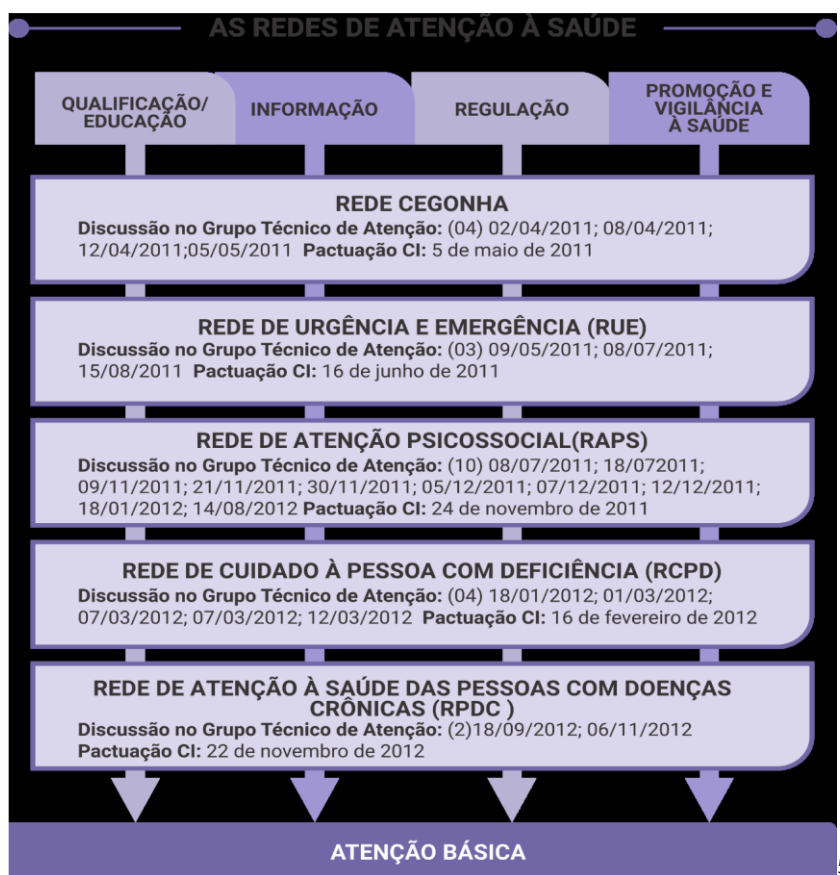 AS REDES DE ATENÇÃO À SAÚDE
QUALIFICAÇÃO/
EDUCAÇÃO
INFORMAÇÃO
REGULAÇÃO
PROMOÇÃO E
VIGILÂNCIA
À SAÚDE
REDE CEGONHA
Discussão no Grupo Técnico de Atenção: (04) 02/04/2011; 08/04/2011;
12/04/2011;05/05/2011 Pactuação CI: 5 de maio de 2011
REDE DE URGÊNCIA E EMERGÊNCIA (RUE)
Discussão no Grupo Técnico de Atenção: (03) 09/05/2011; 08/07/2011;
15/08/2011 Pactuação CI: 16 de junho de 2011
REDE DE ATENÇÃO PSICOSSOCIAL(RAPS)
Discussão no Grupo Técnico de Atenção: (10) 08/07/2011; 18/072011;
09/11/2011; 21/11/2011; 30/11/2011; 05/12/2011; 07/12/2011; 12/12/2011;
18/01/2012; 14/08/2012 Pactuação CI: 24 de novembro de 2011
REDE DE CUIDADO À PESSOA COM DEFICIÊNCIA (RCPD)
Discussão no Grupo Técnico de Atenção: (04) 18/01/2012; 01/03/2012;
07/03/2012; 07/03/2012; 12/03/2012 Pactuação CI: 16 de fevereiro de 2012
REDE DE ATENÇÃO À SAÚDE DAS PESSOAS COM DOENÇAS
CRÔNICAS (RPDC )
Discussão no Grupo Técnico de Atenção: (2)18/09/2012; 06/11/2012
Pactuação CI: 22 de novembro de 2012
ATENÇÃO BÁSICA